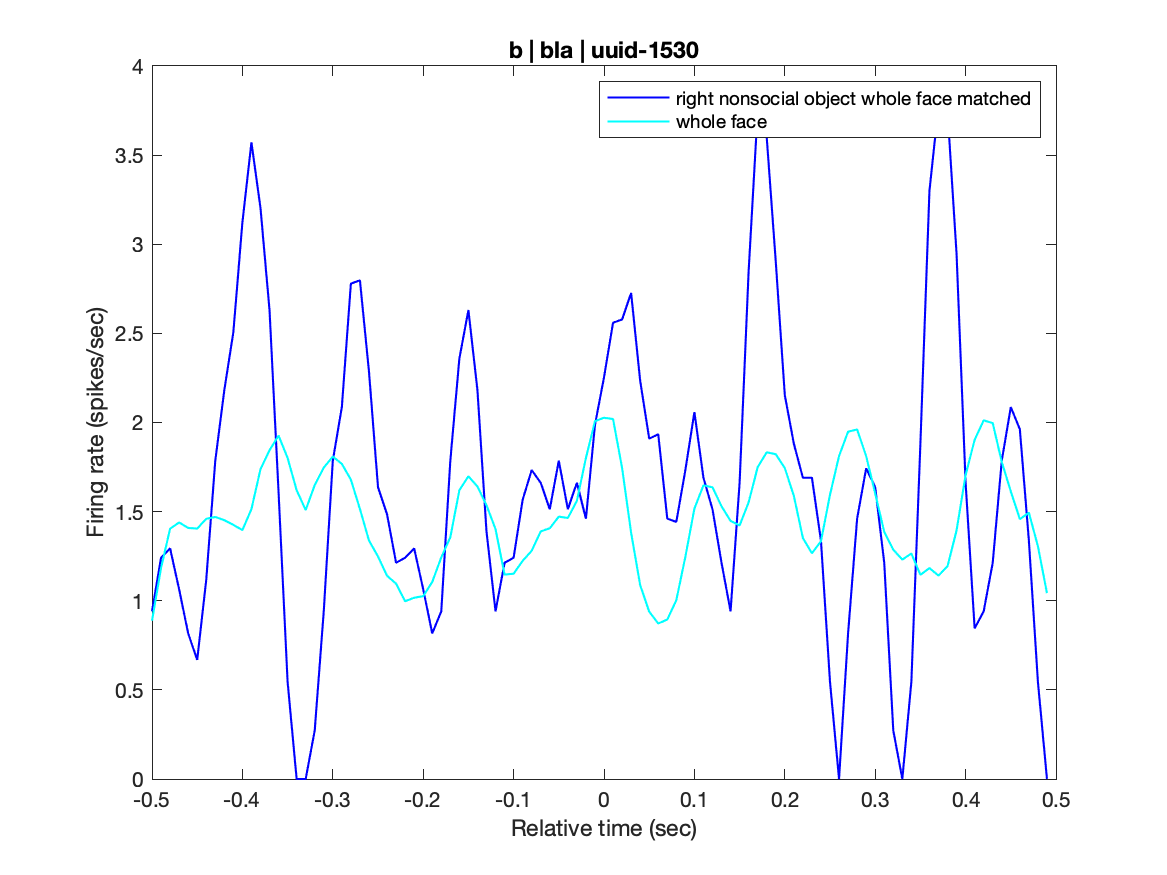 b | bla | uuid-1530
right nonsocial object whole face matched
whole face
4
3.5
3
2.5
2
1.5
1
0.5
0
Firing rate (spikes/sec)
-0.5 -0.4 -0.3 -0.2 -0.1 0 0.1 0.2 0.3 0.4 0.5
Relative time (sec)